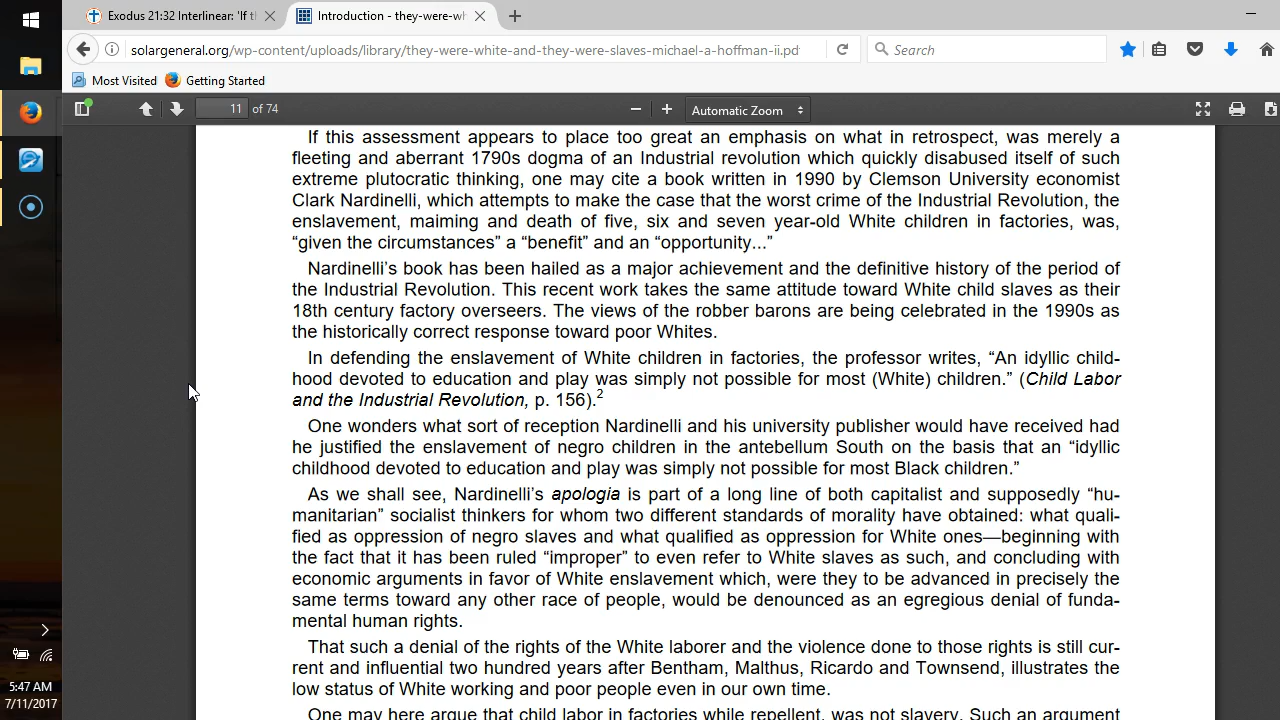 Exodus 21:32 Interlinear: 'If t
Introduction - they-were-wh
solargeneral.org/wp-content/uploads/library/they-were-white-and-they-were-slaves-michael-a-hoffman-ii.pd
Search
Most Visited
Getting Started
11 of 74
Automatic Zoom
If this assessment appears to place too great an emphasis on what in retrospect, was merely a
fleeting and aberrant 1790s dogma of an Industrial revolution which quickly disabused itself of such
extreme plutocratic thinking, one may cite a book written in 1990 by Clemson University economist
Clark Nardinelli, which attempts to make the case that the worst crime of the Industrial Revolution, the
enslavement, maiming and death of five, six and seven year-old White children in factories, was,
“given the circumstances” a “benefit” and an “opportunity...”
Nardinelli’s book has been hailed as a major achievement and the definitive history of the period of
the Industrial Revolution. This recent work takes the same attitude toward White child slaves as their
18th century factory overseers. The views of the robber barons are being celebrated in the 1990s as
the historically correct response toward poor Whites.
In defending the enslavement of White children in factories, the professor writes, “An idyllic child-
hood devoted to education and play was simply not possible for most (White) children.” (Child Labor
and the Industrial Revolution, p. 156).2
One wonders what sort of reception Nardinelli and his university publisher would have received had
he justified the enslavement of negro children in the antebellum South on the basis that an “idyllic
childhood devoted to education and play was simply not possible for most Black children.”
As we shall see, Nardinelli’s apologia is part of a long line of both capitalist and supposedly “hu-
manitarian” socialist thinkers for whom two different standards of morality have obtained: what quali-
fied as oppression of negro slaves and what qualified as oppression for White ones—beginning with
the fact that it has been ruled “improper” to even refer to White slaves as such, and concluding with
economic arguments in favor of White enslavement which, were they to be advanced in precisely the
same terms toward any other race of people, would be denounced as an egregious denial of funda-
mental human rights.
That such a denial of the rights of the White laborer and the violence done to those rights is still cur-
rent and influential two hundred years after Bentham, Malthus, Ricardo and Townsend, illustrates the
low status of White working and poor people even in our own time.
One may here argue that child labor in factories while repellent, was not slavery. Such an argument
5:47 AM
7/11/2017